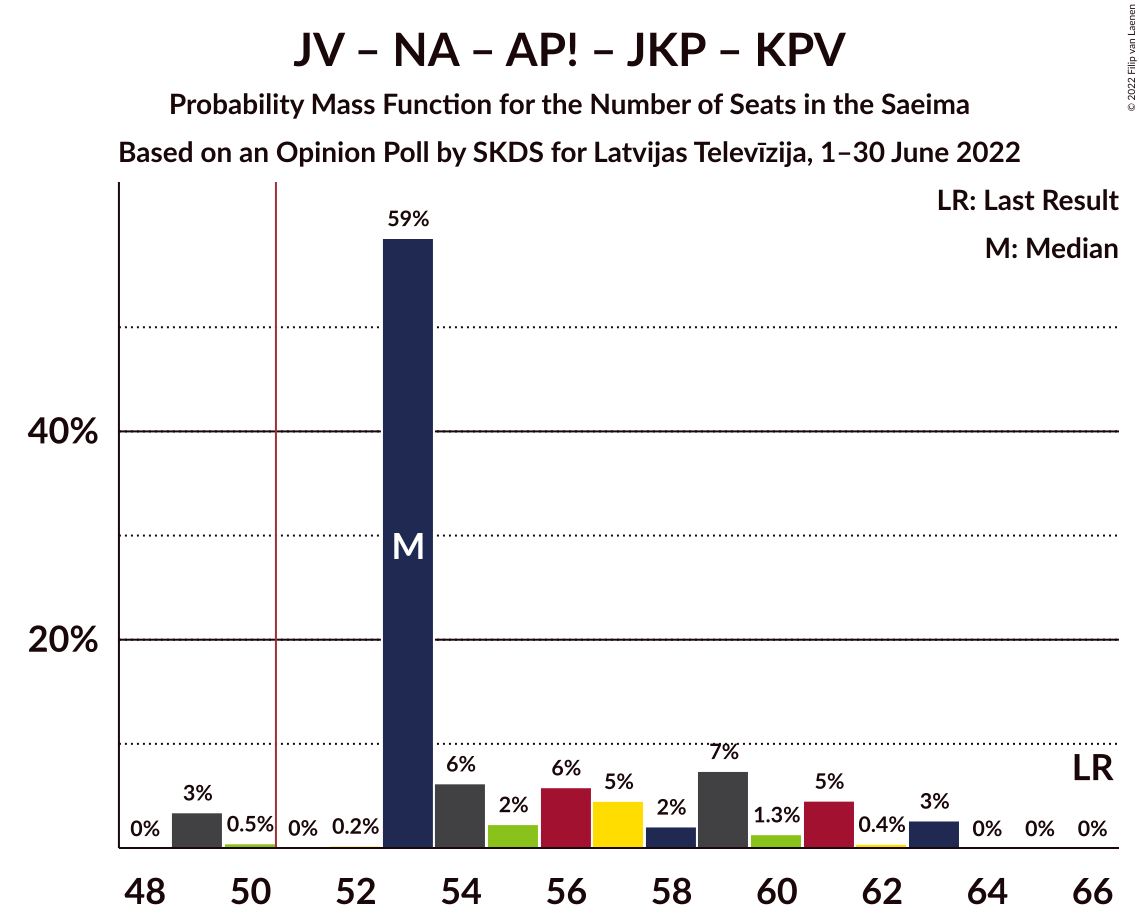 JV – NA – AP! – JKP – KPV
Probability Mass Function for the Number of Seats in the Saeima
Based on an Opinion Poll by SKDS for Latvijas Televīzija, 1–30 June 2022
© 2022 Filip van Laenen
LR: Last Result
M: Median
59%
40%
M
20%
7%
LR
6%
6%
5%
5%
3%
3%
2%
2%
1.3%
0.5%
0.2%
0.4%
0%
0%
0%
0%
0%
48 50 52 54 56 58 60 62 64 66